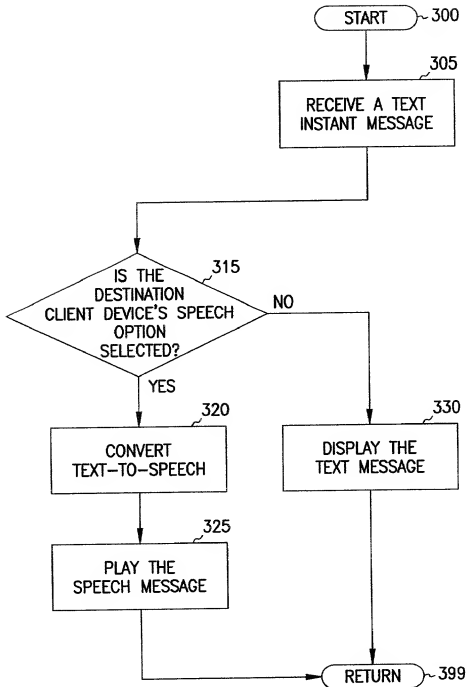 START
300
305
RECEIVE A TEXT
INSTANT MESSAGE
315
IS THE
DESTINATION
CLIENT DEVICE'S SPEECH
OPTION
SELECTED?
NO
YES
320
CONVERT
TEXT-TO-SPEECH
330
DISPLAY THE
TEXT MESSAGE
325
PLAY THE
SPEECH MESSAGE
RETURN
399